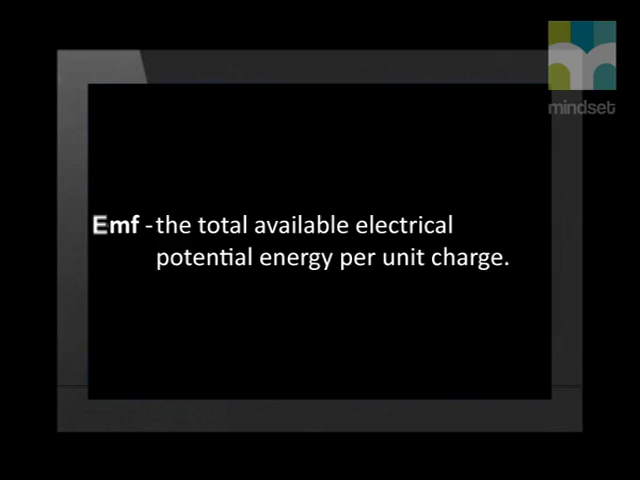 mindset
Emf - the total available electrical
potential energy per unit charge.